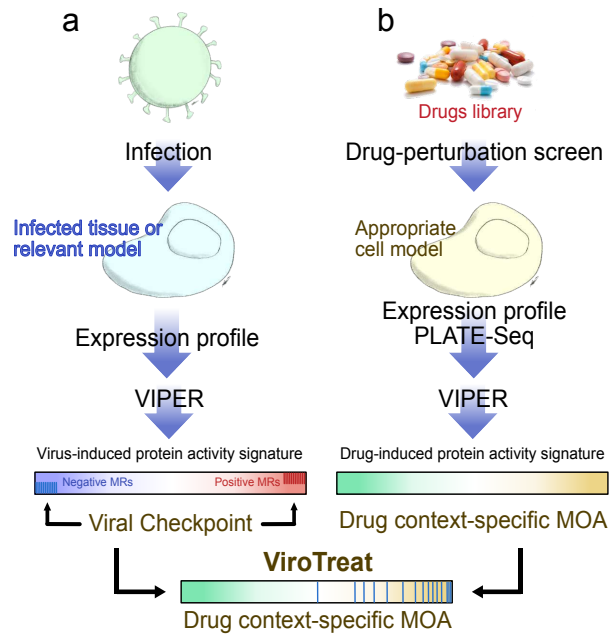 a
Infection
Infected tissue or
relevant model
Expression profile
VIPER
Virus-induced protein activity signature
Negative MRs
Positive MRs
Viral Checkpoint
b
Drugs library
Drug-perturbation screen
Appropriate
cell model
Expression profile
PLATE-Seq
VIPER
Drug-induced protein activity signature
Drug context-specific MOA
ViroTreat
Drug context-specific MOA